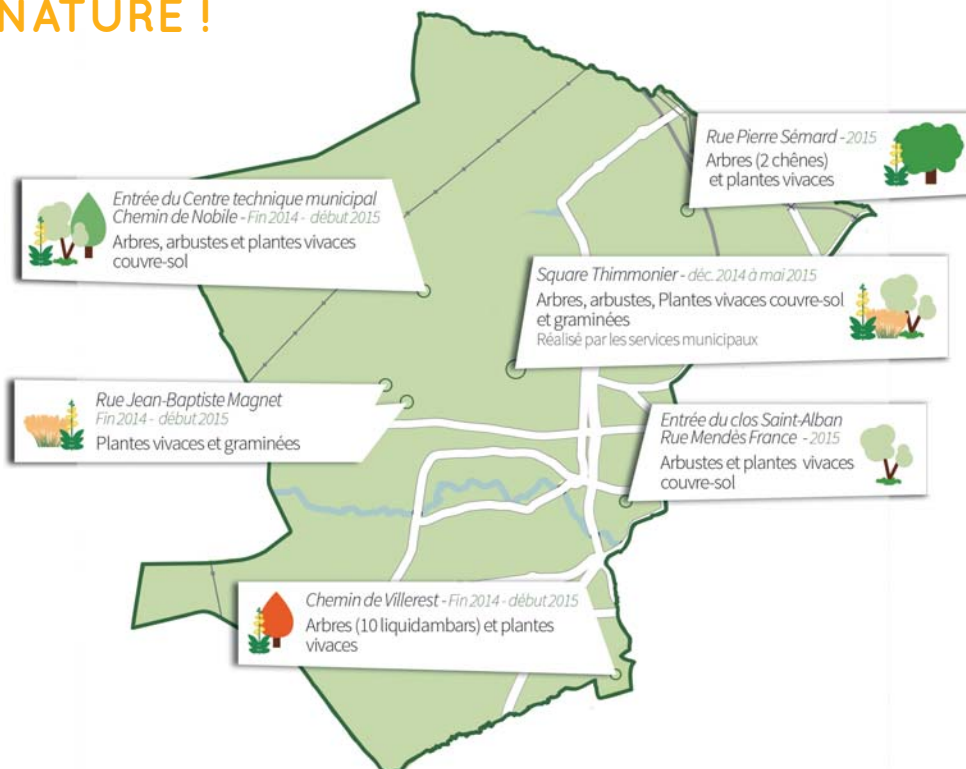 NATURE !
Rue Pierre Sémard - 2015
Arbres (2 chênes)
et plantes vivaces
Entrée du Centre technique municipal
Chemin de Nobile - Fin 2014 - début 2015
Arbres, arbustes et plantes vivaces
couvre-sol
Square Thimmonier - déc. 2014 à mai 2015
Arbres, arbustes, Plantes vivaces couvre-sol
et graminées
Réalisé par les services municipaux
Rue Jean-Baptiste Magnet
Fin 2014 - début 2015
Plantes vivaces et graminées
Entrée du clos Saint-Alban
Rue Mendès France - 2015
Arbustes et plantes vivaces
couvre-sol
Chemin de Villerest - Fin 2014 - début 2015
Arbres (10 liquidambars) et plantes
vivaces